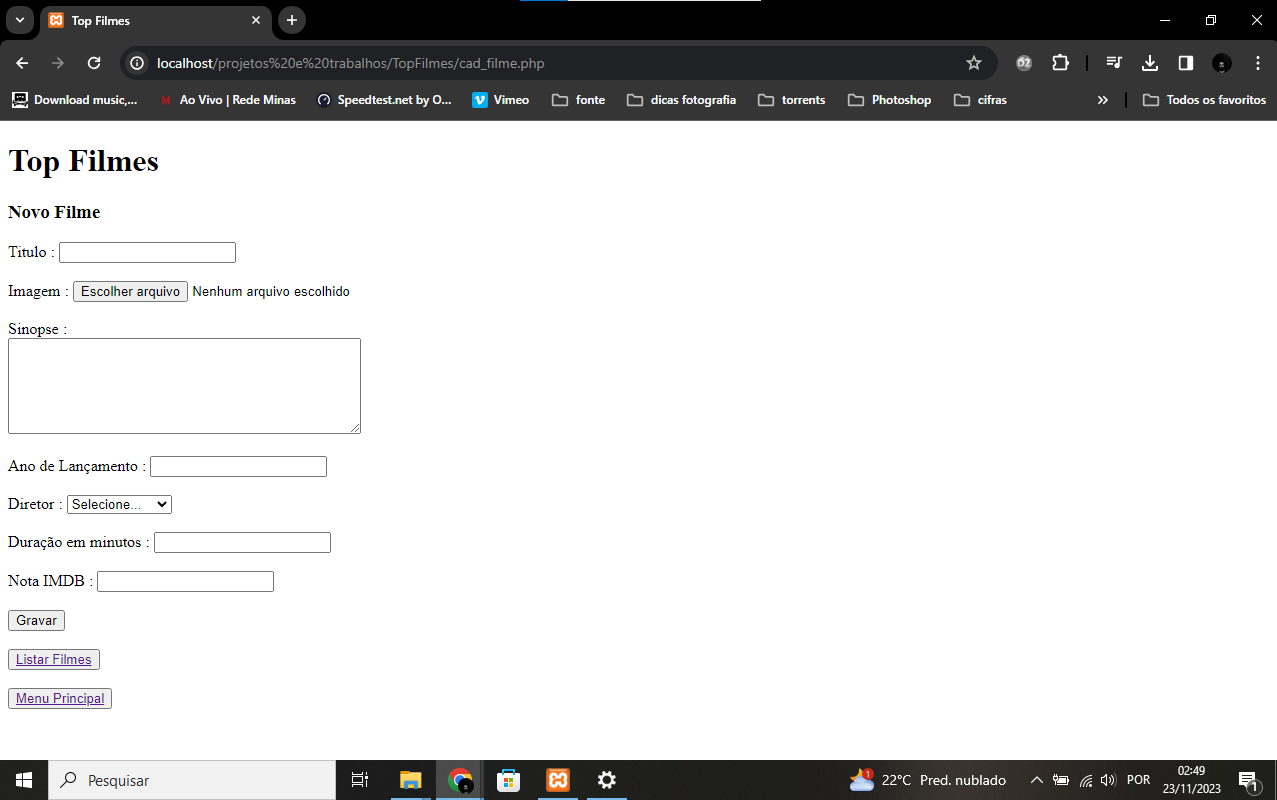 Top Filmes
localhost/projetos%20e%20trabalhos/TopFilmes/cad_filme.php
Download music,... Ao Vivo | Rede Minas Speedtest.net by O... Vimeo fonte dicas fotografia torrents Photoshop cifras » Todos os favoritos
Top Filmes
Novo Filme
Titulo :
Imagem : Escolher arquivo Nenhum arquivo escolhido
Sinopse :
Ano de Lançamento :
Diretor : Selecione...
Duração em minutos :
Nota IMDB :
Gravar
Listar Filmes
Menu Principal
Pesquisar 1 22°C Pred. nublado POR 02:49
23/11/2023 1